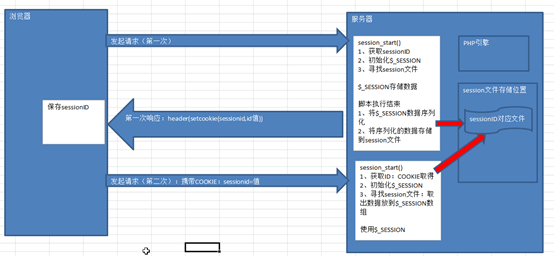 浏览器
服务器
发起请求（第一次）
session_start()
1、获取sessionID
2、初始化$_SESSION
3、寻找session文件
$_SESSION存储数据
脚本执行结束
1、将$_SESSION数据序列
化
2、将序列化的数据存储
到session文件
PHP引擎
session文件存储位置
sessionID对应文件
保存sessionID
第一次响应：header(setcookie(sessionid,id值))
发起请求（第二次）：携带COOKIE：sessionid=值
session_start()
1、获取ID：COOKIE取得
2、初始化$_SESSION
3、寻找session文件：取
出数据放到$_SESSION数
组
使用$_SESSION